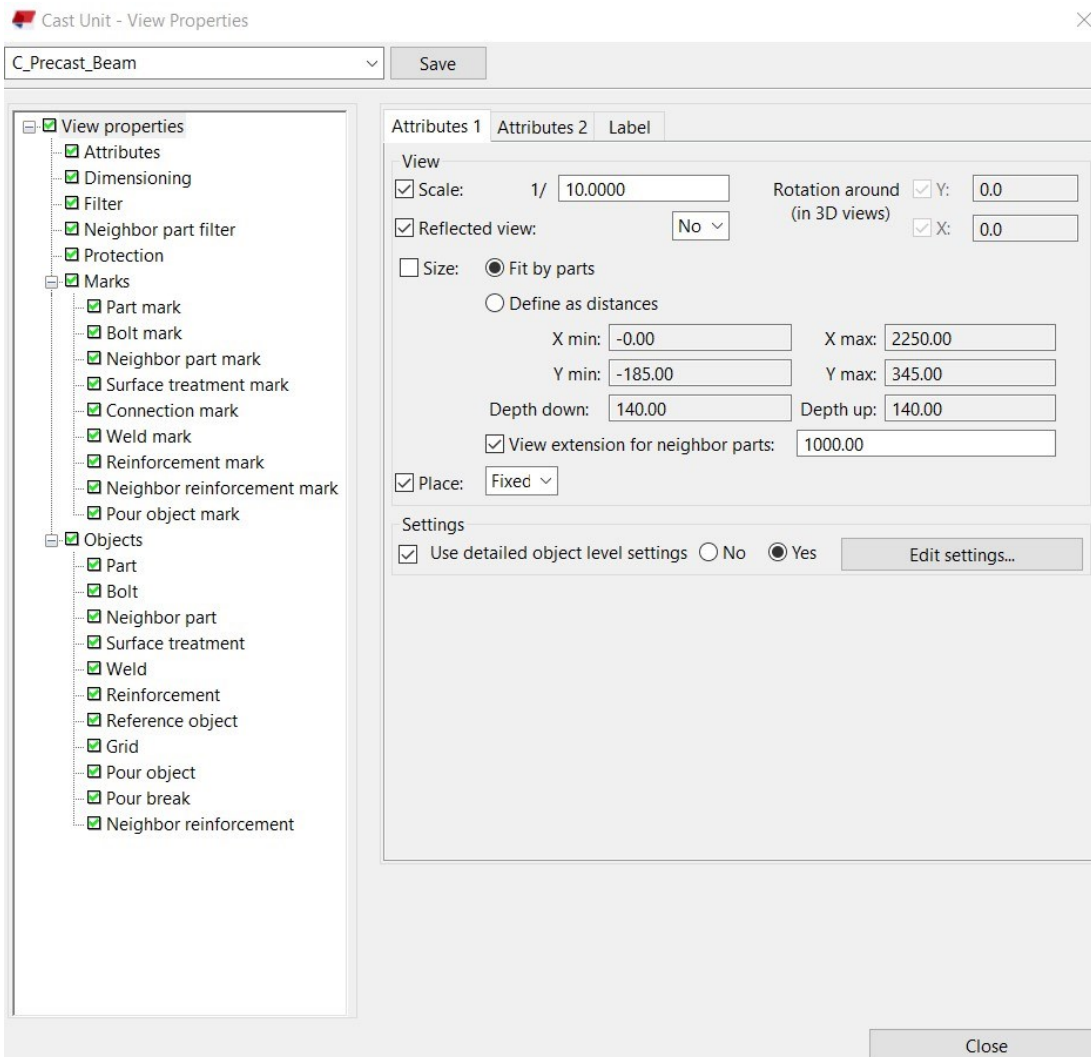 Cast Unit - View Properties
C_Precast_Beam
Save
View properties
Attributes
Dimensioning
Filter
Neighbor part filter
Protection
Marks
Part mark
Bolt mark
Neighbor part mark
Surface treatment mark
Connection mark
Weld mark
Reinforcement mark
Neighbor reinforcement mark
Pour object mark
Objects
Part
Bolt
Neighbor part
Surface treatment
Weld
Reinforcement
Reference object
Grid
Pour object
Pour break
Neighbor reinforcement
Attributes 1 Attributes 2 Label
View
Scale: 1/ 10.0000
Rotation around
(in 3D views)
Y: 0.0
X: 0.0
Reflected view: No
Size: Fit by parts
Define as distances
X min: -0.00 X max: 2250.00
Y min: -185.00 Y max: 345.00
Depth down: 140.00 Depth up: 140.00
View extension for neighbor parts: 1000.00
Place: Fixed
Settings
Use detailed object level settings No Yes Edit settings...
Close